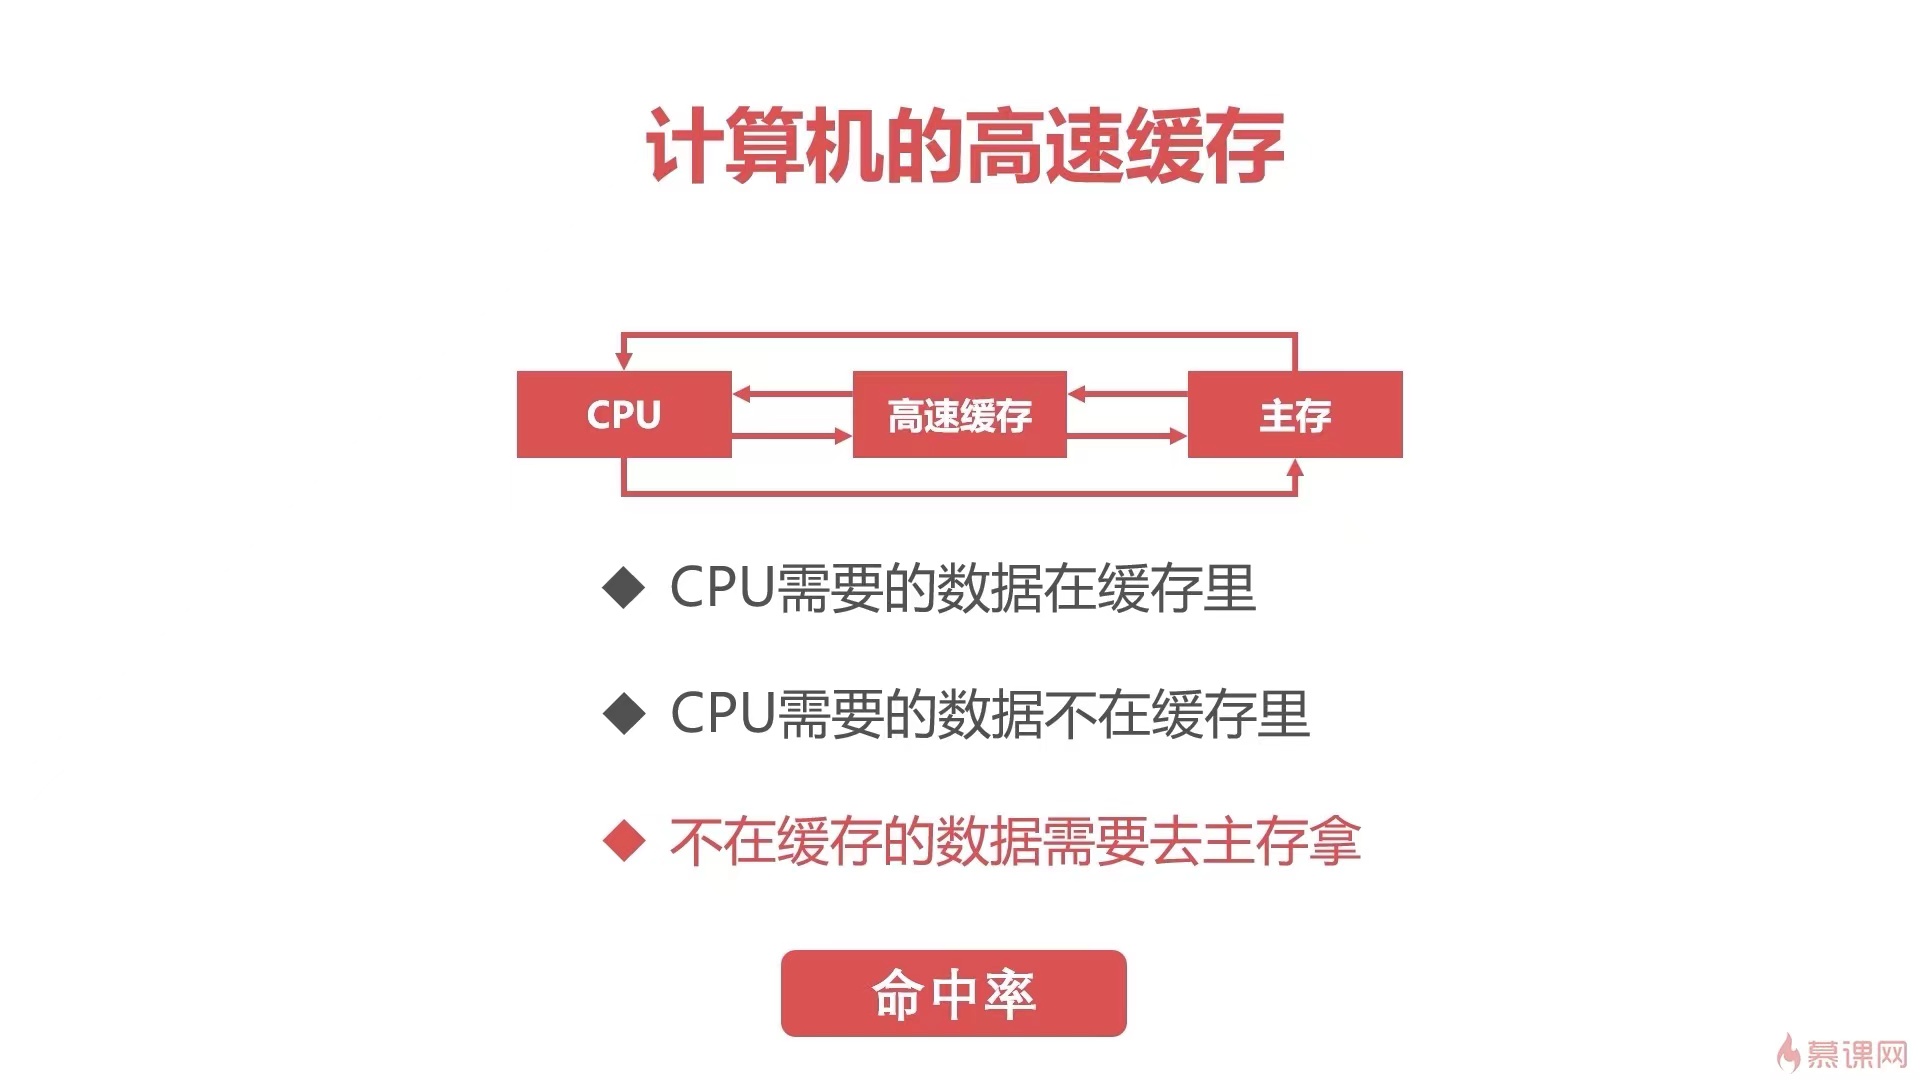 计算机的高速缓存
CPU
高速缓存
主存
CPU需要的数据在缓存里
CPU需要的数据不在缓存里
不在缓存的数据需要去主存拿
命中率
慕课网